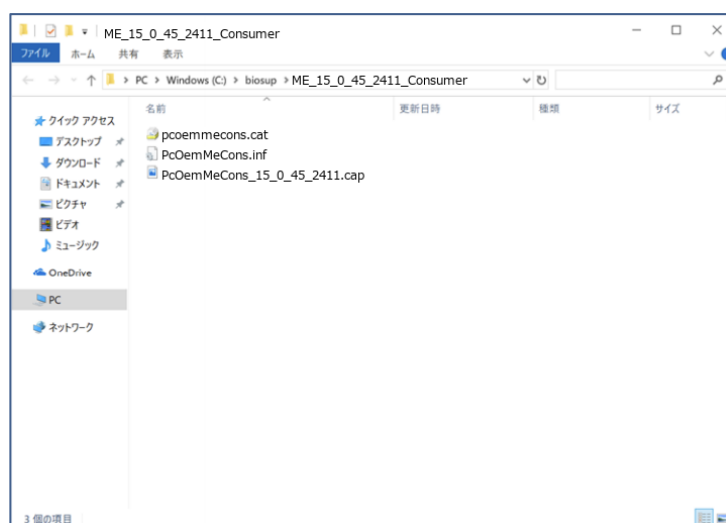 ME_15_0_45_2411_Consumer
ファイル ホーム 共有 表示
PC > Windows (C:) > biosup > ME_15_0_45_2411_Consumer
名前 更新日時 種類 サイズ
クイック アクセス
デスクトップ
ダウンロード
ドキュメント
ピクチャ
ビデオ
ミュージック
OneDrive
PC
ネットワーク
pcoemmecons.cat
PcOemMeCons.inf
PcOemMeCons_15_0_45_2411.cap
3 個の項目